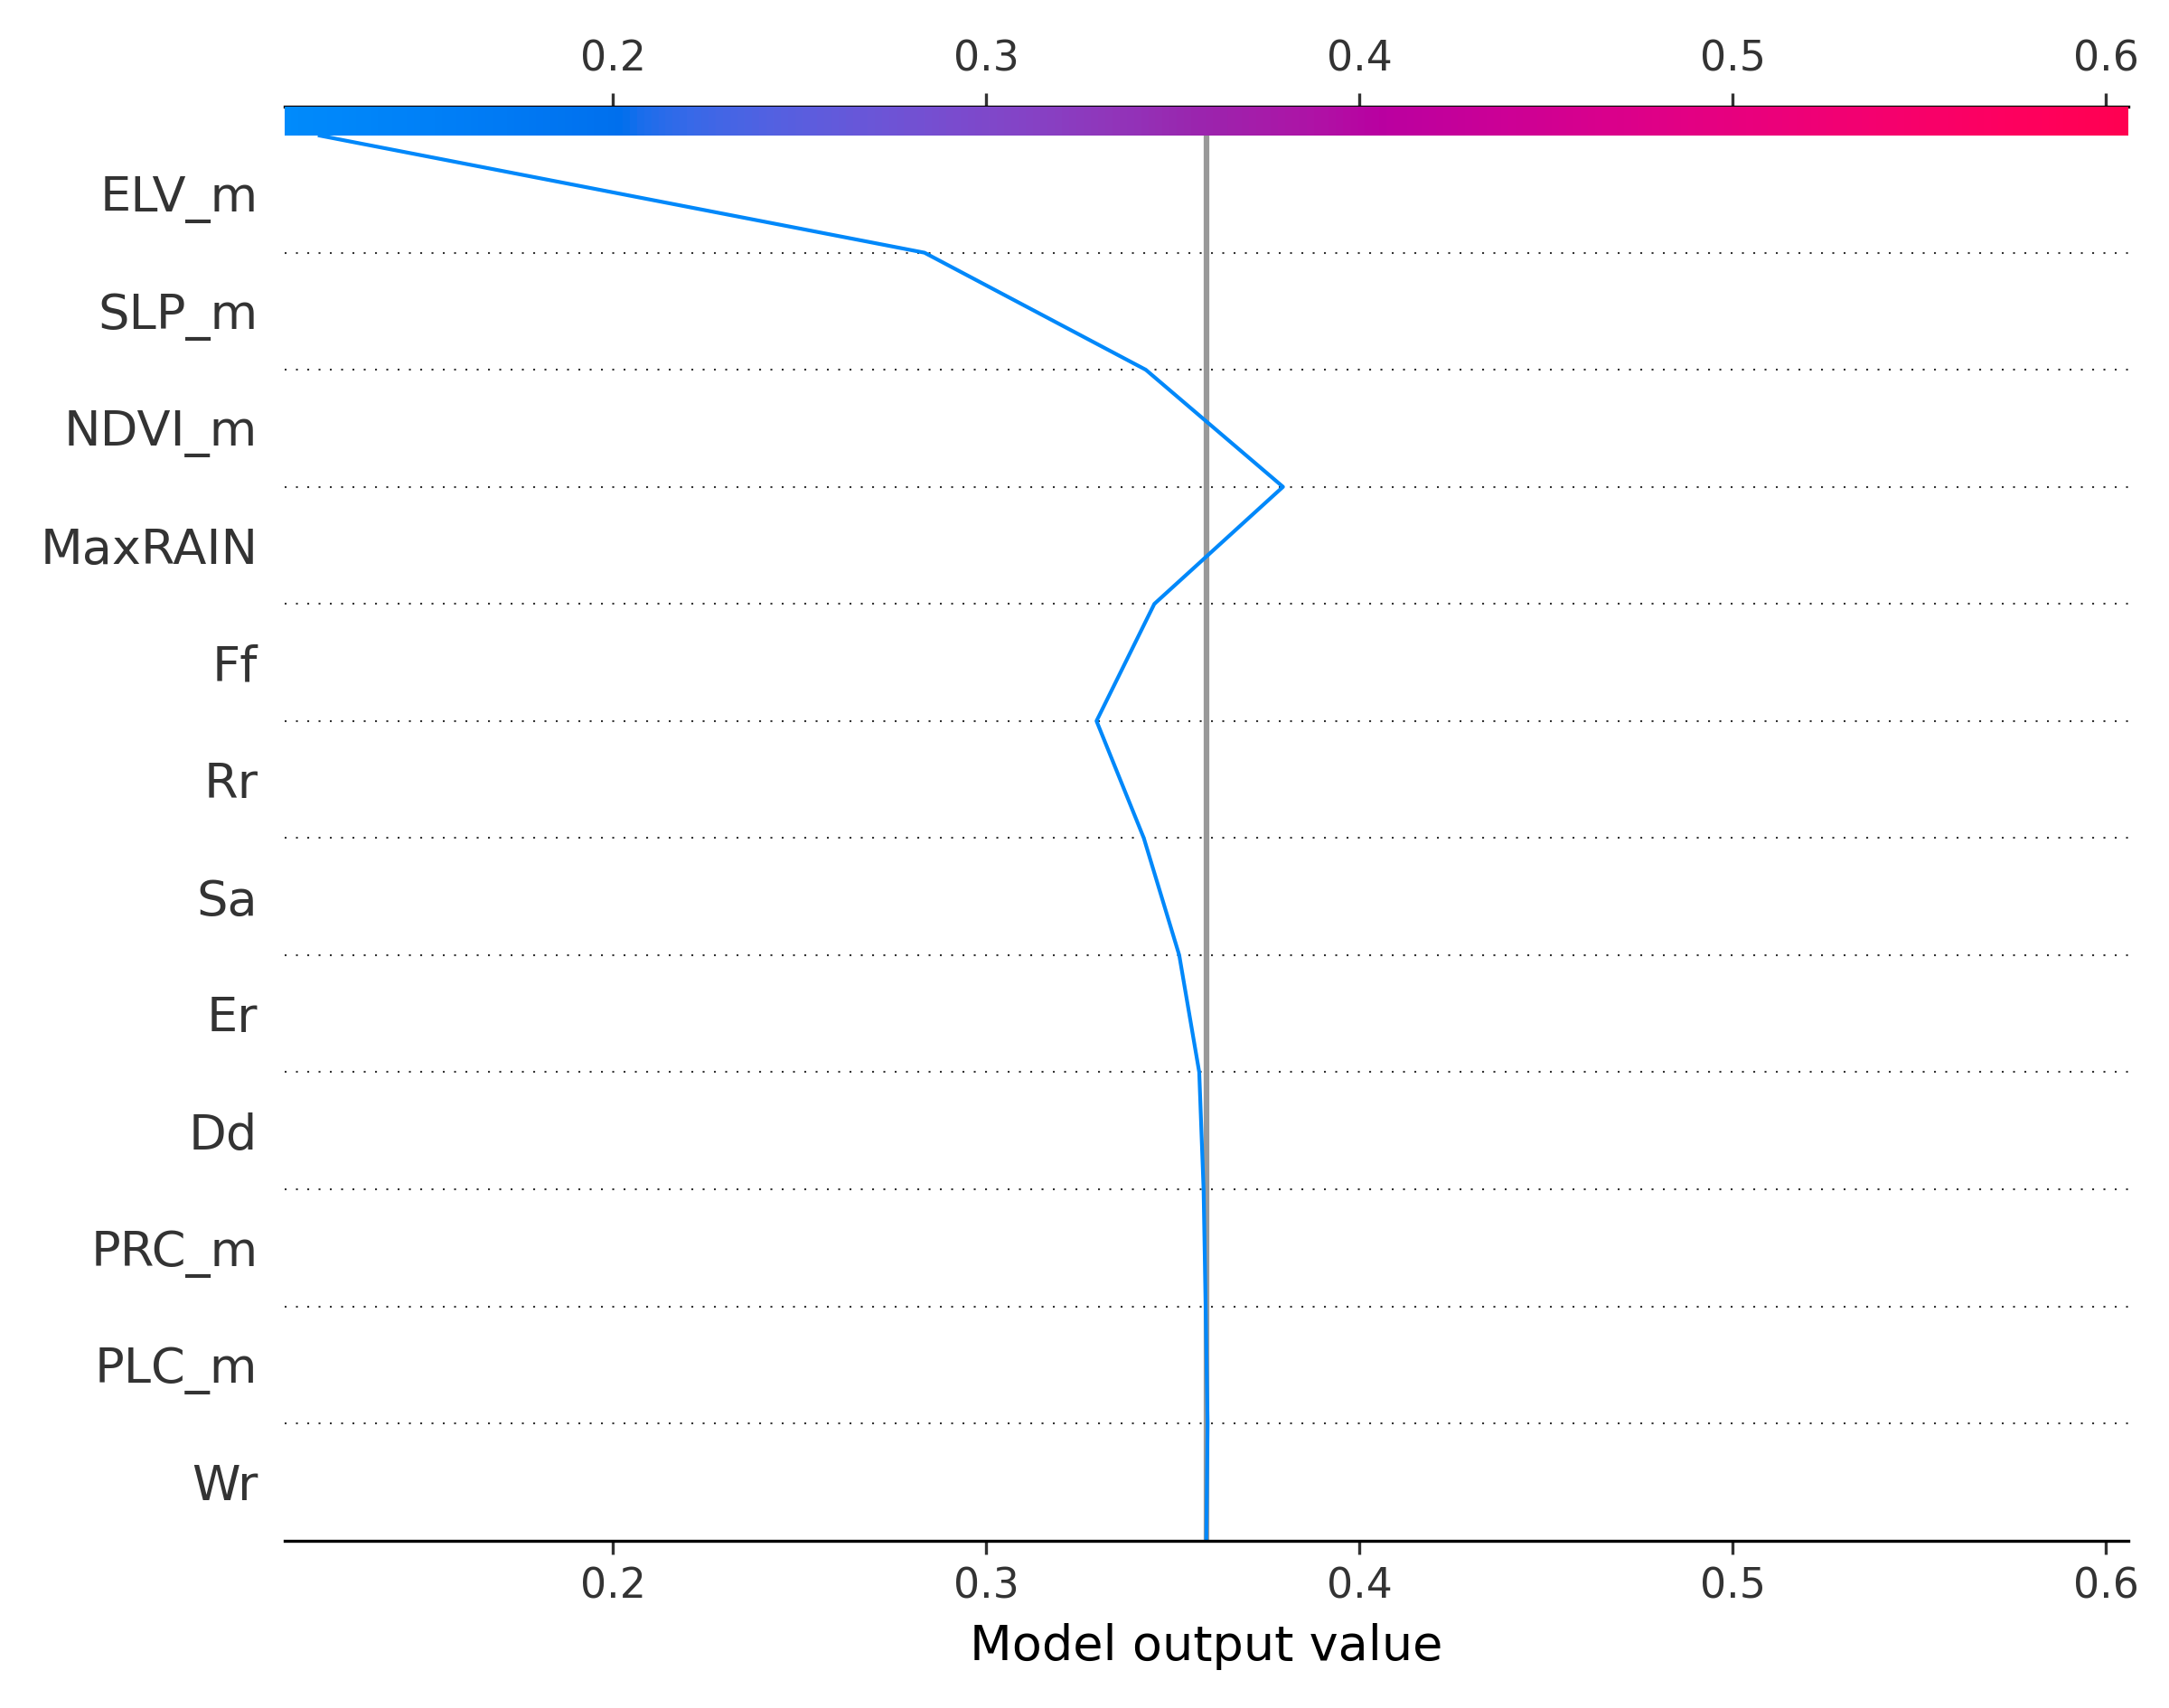 0.2 0.3 0.4 0.5 0.6
ELV_m
SLP_m
NDVI_m
MaxRAIN
Ff
Rr
Sa
Er
Dd
PRC_m
PLC_m
Wr
0.2 0.3 0.4 0.5 0.6
Model output value